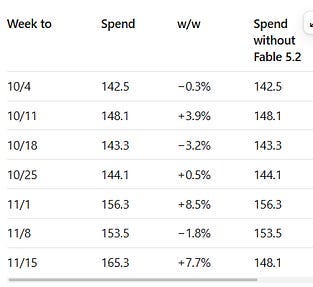 Week to Spend w/w Spend without Fable 5.2
10/4 142.5 −0.3% 142.5
10/11 148.1 +3.9% 148.1
10/18 143.3 −3.2% 143.3
10/25 144.1 +0.5% 144.1
11/1 156.3 +8.5% 156.3
11/8 153.5 −1.8% 153.5
11/15 165.3 +7.7% 148.1